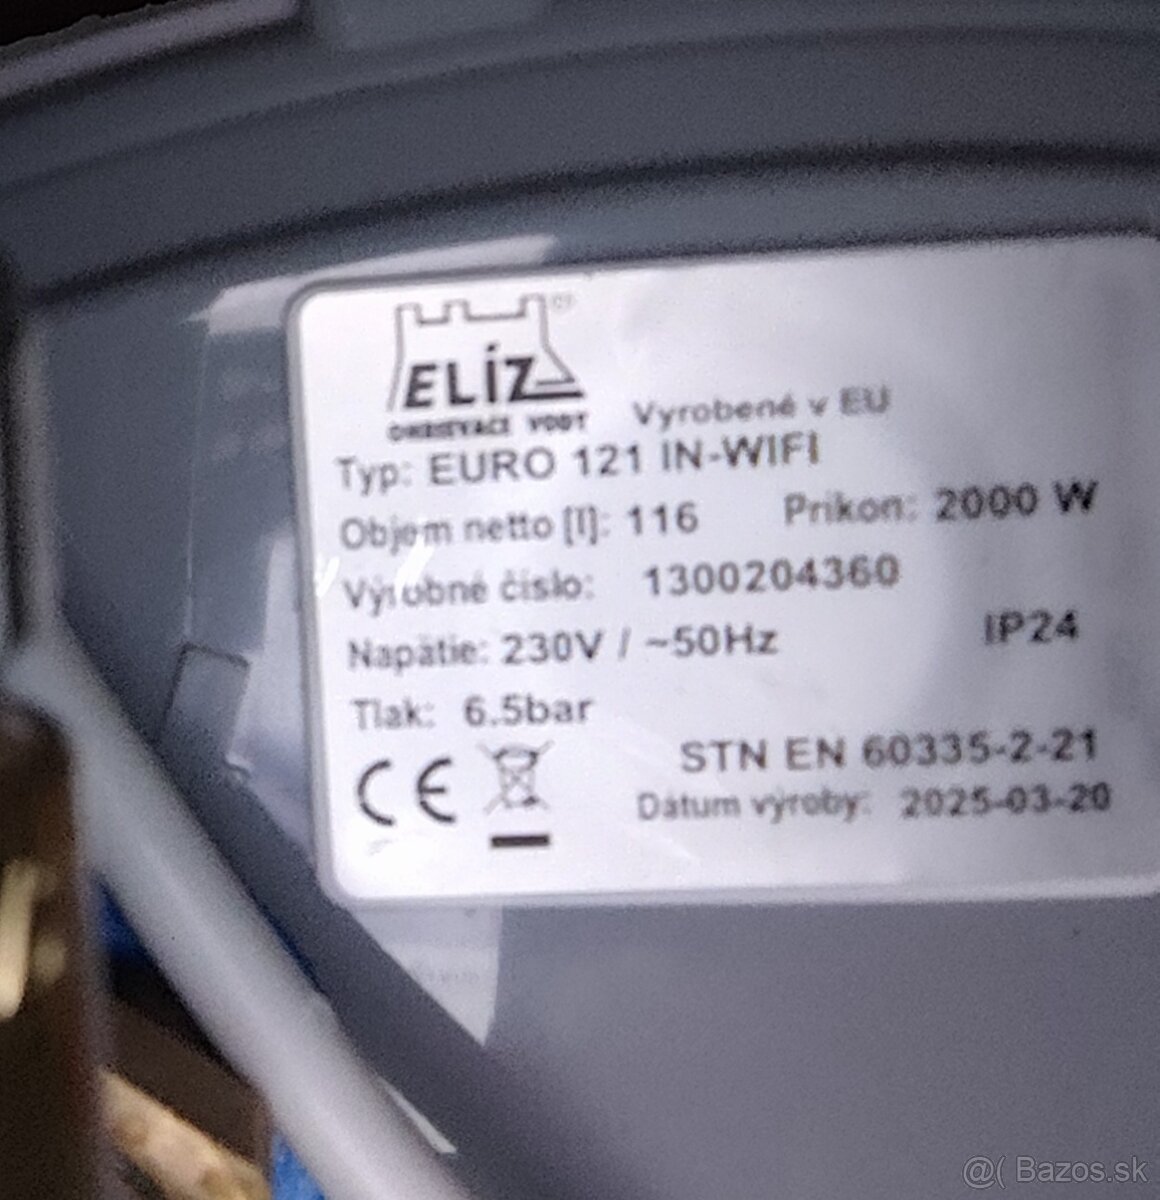 ELÍZ
OHRIEVAČE VODY
Vyrobené v EU
Typ: EURO 121 IN-WIFI
Objem netto [l]: 116 Prikon: 2000 W
Výrobné číslo: 1300204360
Napätie: 230V / ~50Hz IP24
Tlak: 6.5bar
CE STN EN 60335-2-21
Dátum výroby: 2025-03-20
@( Bazos.sk